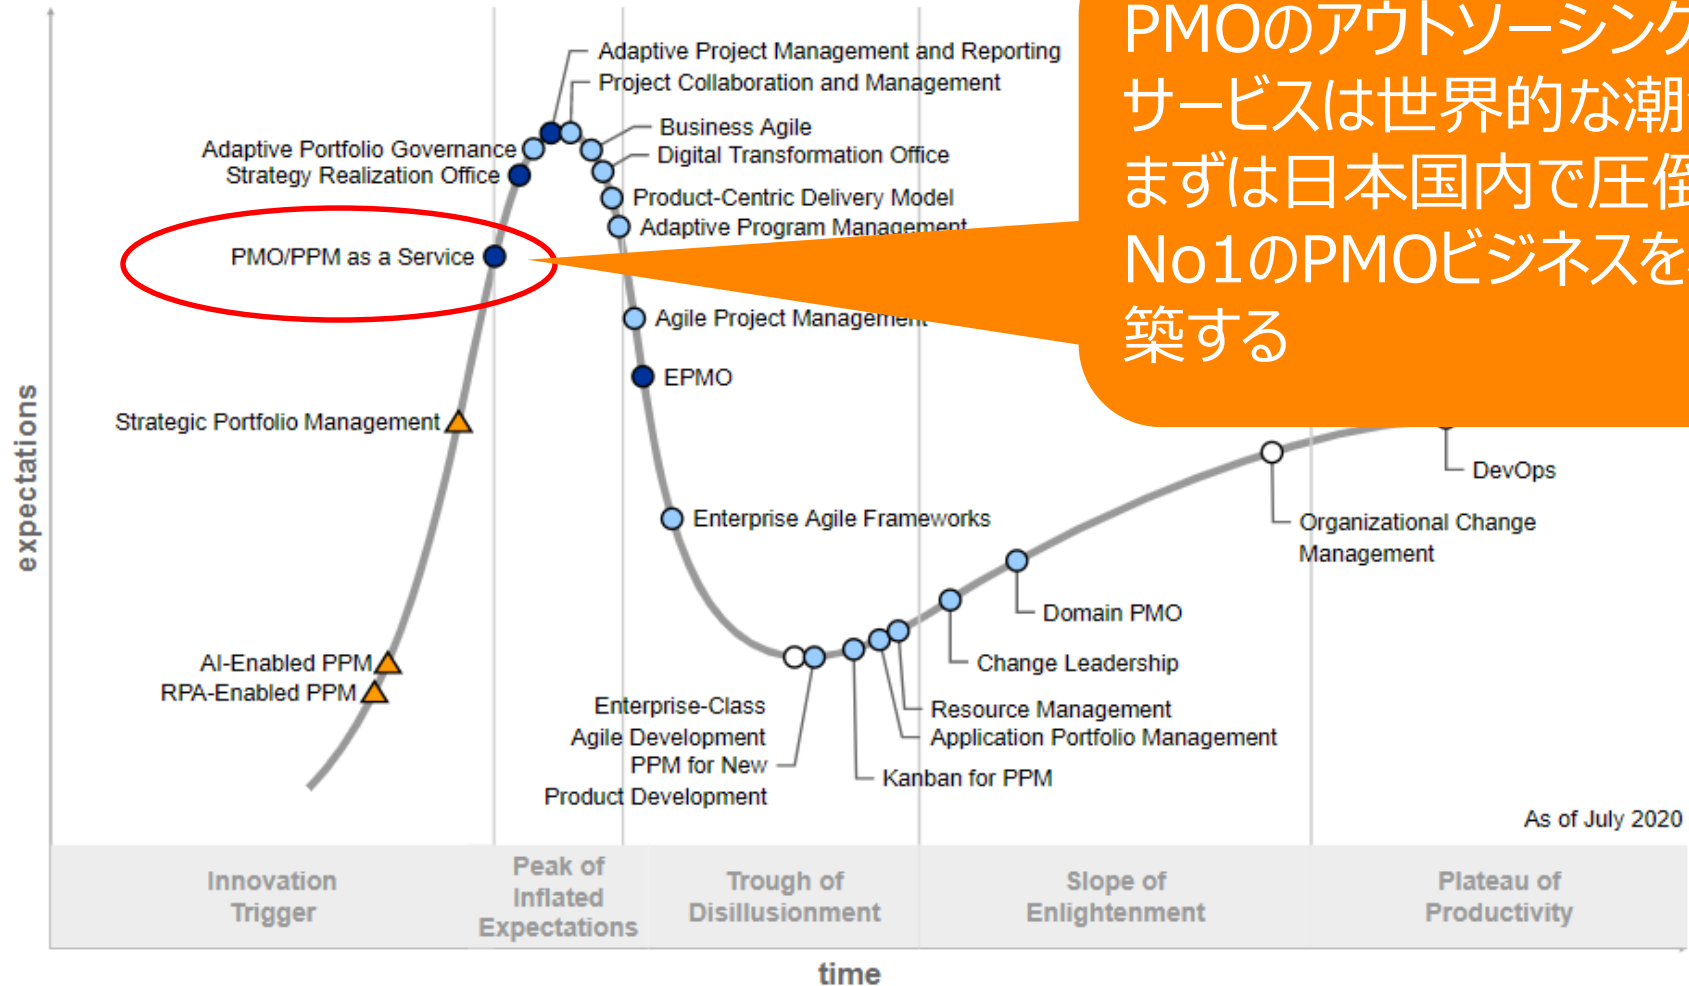 PMOのアウトソーシング
サービスは世界的な潮
まずは日本国内で圧倒
No1のPMOビジネスを
築する
Adaptive Project Management and Reporting
Project Collaboration and Management
Business Agile
Adaptive Portfolio Governance
Digital Transformation Office
Strategy Realization Office
Product-Centric Delivery Model
Adaptive Program Management
PMO/PPM as a Service
Agile Project Management
EPMO
Strategic Portfolio Management
expectations
DevOps
Enterprise Agile Frameworks
Organizational Change
Management
Domain PMO
AI-Enabled PPM
Change Leadership
RPA-Enabled PPM
Enterprise-Class
Agile Development
Resource Management
Application Portfolio Management
PPM for New
Product Development
Kanban for PPM
As of July 2020
Innovation
Trigger
Peak of
Inflated
Expectations
Trough of
Disillusionment
Slope of
Enlightenment
Plateau of
Productivity
time